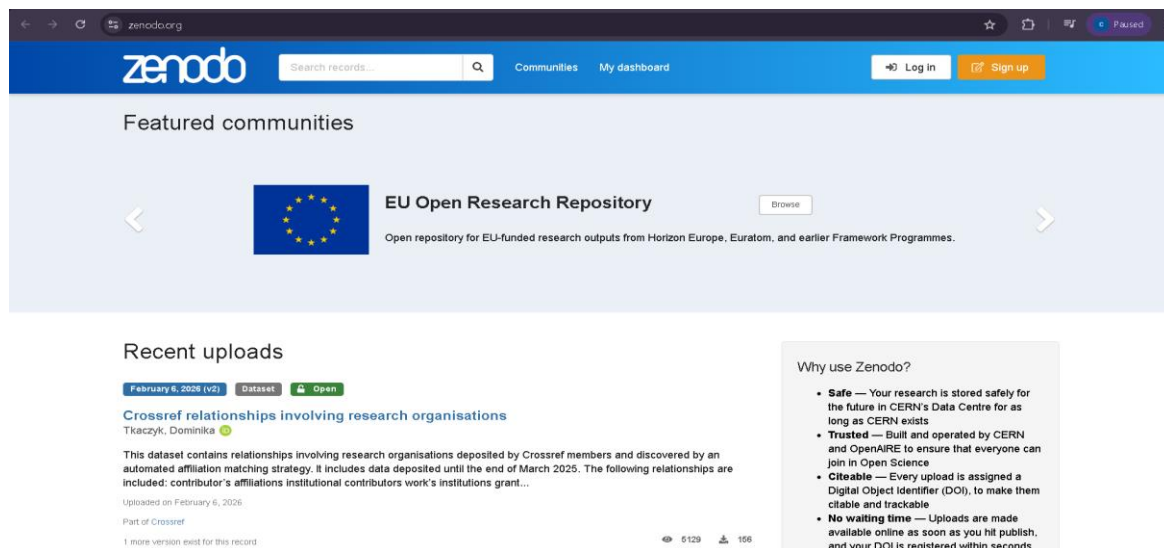 zenodo.org
Paused
zenodo
Search records...
Communities
My dashboard
Log in
Sign up
Featured communities
EU Open Research Repository
Browse
Open repository for EU-funded research outputs from Horizon Europe, Euratom, and earlier Framework Programmes.
Recent uploads
February 6, 2026 (v2)
Dataset
Open
Crossref relationships involving research organisations
Tkaczyk, Dominika
This dataset contains relationships involving research organisations deposited by Crossref members and discovered by an
automated affiliation matching strategy. It includes data deposited until the end of March 2025. The following relationships are
included: contributor's affiliations institutional contributors work's institutions grant...
Uploaded on February 6, 2026
Part of Crossref
1 more version exist for this record
5129
156
Why use Zenodo?
• Safe — Your research is stored safely for
the future in CERN's Data Centre for as
long as CERN exists
• Trusted — Built and operated by CERN
and OpenAIRE to ensure that everyone can
join in Open Science
• Citeable — Every upload is assigned a
Digital Object Identifier (DOI), to make them
citable and trackable
• No waiting time — Uploads are made
available online as soon as you hit publish,
and your DOI is registered within seconds